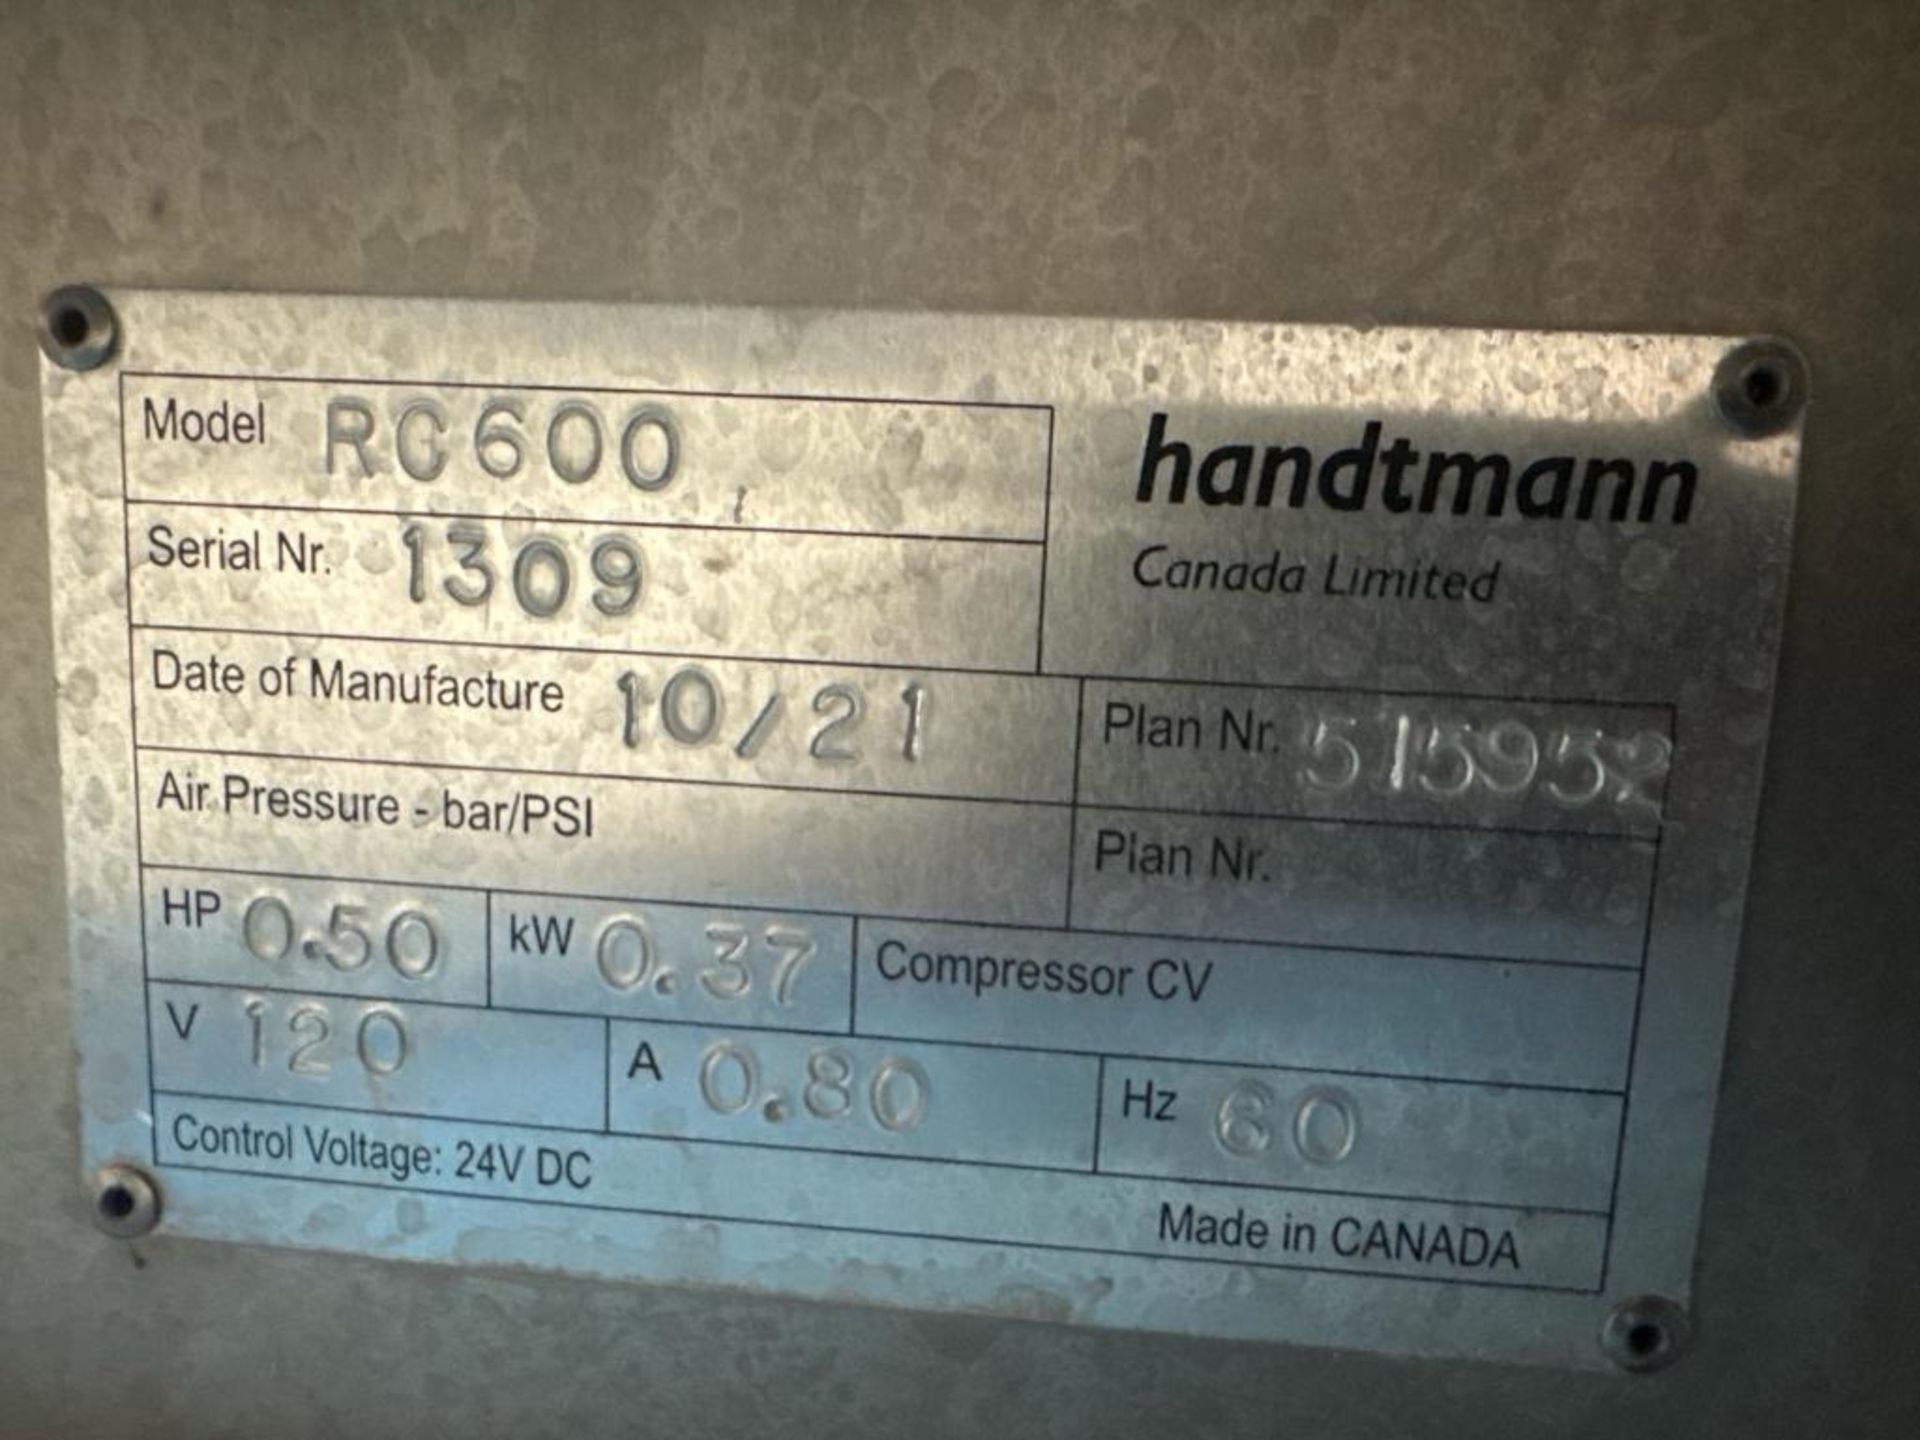 Model RC600
handtmann
Canada Limited
Serial Nr. 1309
Date of Manufacture 10/21
Plan Nr. 515952
Air Pressure - bar/PSI
Plan Nr.
HP 0.50 kW 0.37 Compressor CV
V 120 A 0.80 Hz 60
Control Voltage: 24V DC
Made in CANADA